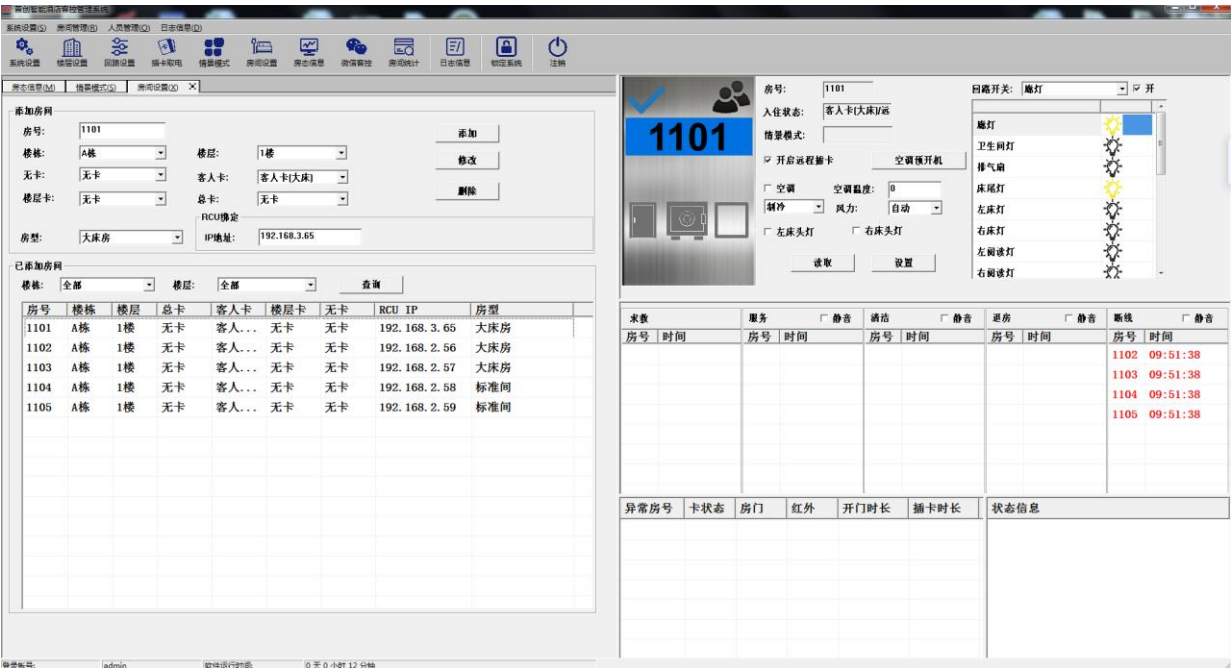 普创智能酒店客控管理系统
系统设置(S) 房间管理(R) 人员管理(O) 日志信息(D)
系统设置 楼层设置 回路设置 插卡取电 情景模式 房间设置 房态信息 微信客控 房间统计 日志信息 锁定系统 注销
房态信息(M) 情景模式(S) 房间设置(X) X
添加房间
房号: 1101 添加
楼栋: A栋 楼层: 1楼 修改
无卡: 无卡 客人卡: 客人卡[大床]
楼层卡: 无卡 总卡: 无卡 删除
RCU绑定
房型: 大床房 IP地址: 192.168.3.65
已添加房间
楼栋: 全部 楼层: 全部 查询
房号 楼栋 楼层 总卡 客人卡 楼层卡 无卡 RCU IP 房型
1101 A栋 1楼 无卡 客人... 无卡 无卡 192.168.3.65 大床房
1102 A栋 1楼 无卡 客人... 无卡 无卡 192.168.2.56 大床房
1103 A栋 1楼 无卡 客人... 无卡 无卡 192.168.2.57 大床房
1104 A栋 1楼 无卡 客人... 无卡 无卡 192.168.2.58 标准间
1105 A栋 1楼 无卡 客人... 无卡 无卡 192.168.2.59 标准间
1101
房号: 1101
入住状态: 客人卡(大床)/远
情景模式:
开启远程插卡 空调预开机
空调 空调温度: 0
制冷 风力: 自动
左床头灯 右床头灯
读取 设置
回路开关: 廊灯 开
廊灯
卫生间灯
排气扇
床尾灯
左床灯
右床灯
左阅读灯
右阅读灯
求救 服务 静音 清洁 静音 退房 静音 断线 静音
房号 时间 房号 时间 房号 时间 房号 时间 房号 时间
1102 09:51:38
1103 09:51:38
1104 09:51:38
1105 09:51:38
异常房号 卡状态 房门 红外 开门时长 插卡时长 状态信息
登录帐号: admin 软件运行时间: 0 天 0 小时 12 分钟